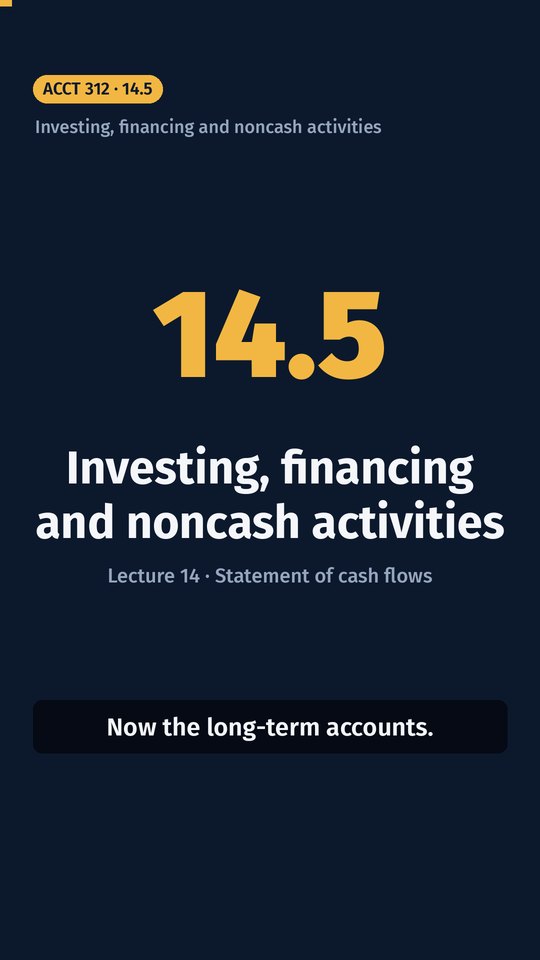 ACCT 312 · 14.5
Investing, financing and noncash activities
14.5
Investing, financing
and noncash activities
Lecture 14 · Statement of cash flows
Now the long-term accounts.